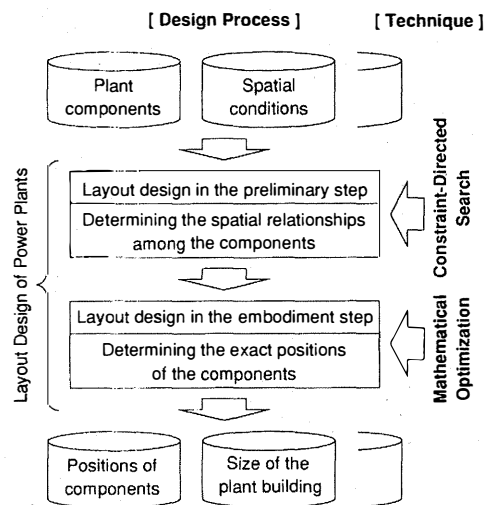 [ Design Process ] [ Technique ]
Plant
components
Spatial
conditions
Layout Design of Power Plants
Layout design in the preliminary step
Determining the spatial relationships
among the components
Constraint-Directed
Search
Layout design in the embodiment step
Determining the exact positions
of the components
Mathematical
Optimization
Positions of
components
Size of the
plant building